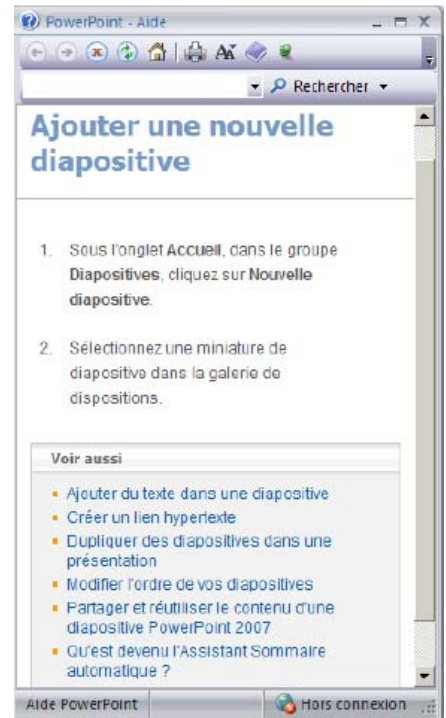 PowerPoint - Aide
Rechercher
Ajouter une nouvelle
diapositive
1. Sous l'onglet Accueil, dans le groupe
Diapositives, cliquez sur Nouvelle
diapositive.
2. Sélectionnez une miniature de
diapositive dans la galerie de
dispositions.
Voir aussi
Ajouter du texte dans une diapositive
Créer un lien hypertexte
Dupliquer des diapositives dans une
présentation
Modifier l'ordre de vos diapositives
Partager et réutiliser le contenu d'une
diapositive PowerPoint 2007
Qu'est devenu l'Assistant Sommaire
automatique ?
Aide PowerPoint
Hors connexion